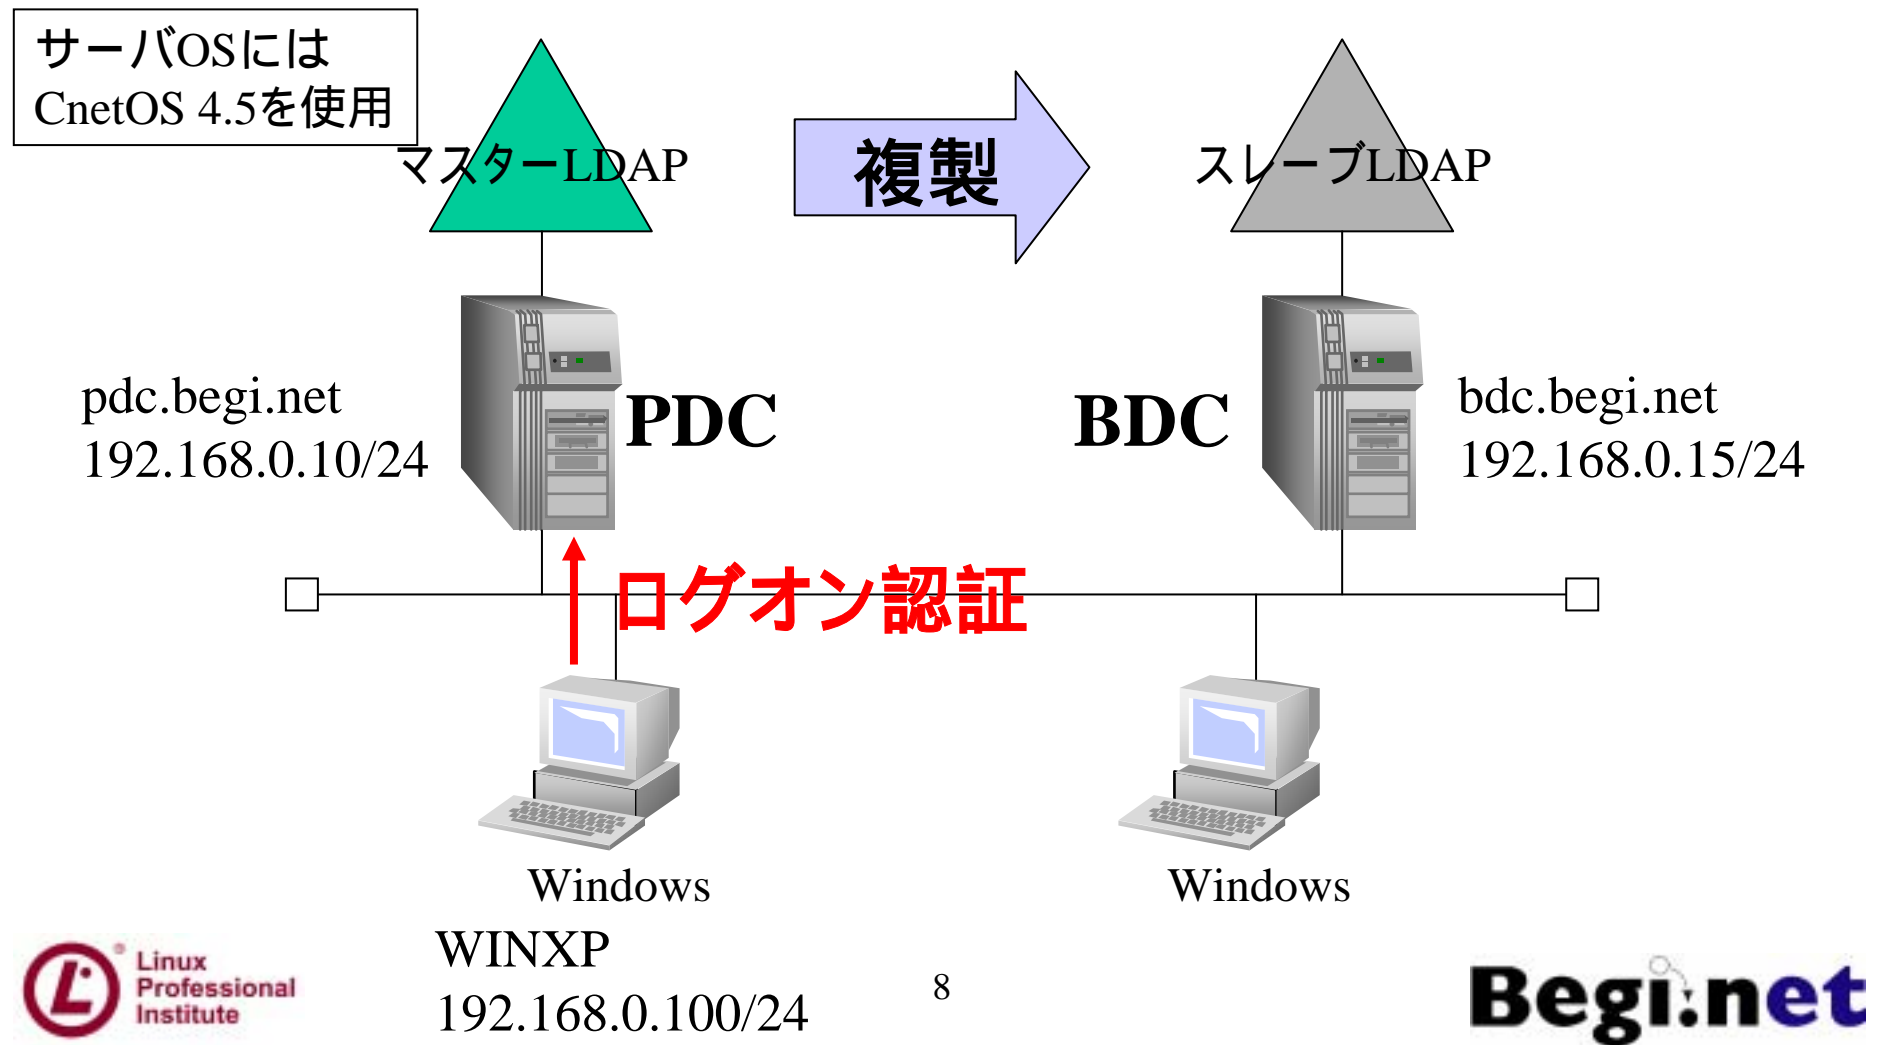 サーバOSには
CnetOS 4.5を使用
マスターLDAP
複製
スレーブLDAP
pdc.begi.net
192.168.0.10/24
PDC
BDC
bdc.begi.net
192.168.0.15/24
ログオン認証
Windows
Windows
WINXP
192.168.0.100/24
Linux
Professional
Institute
8
Begi.net